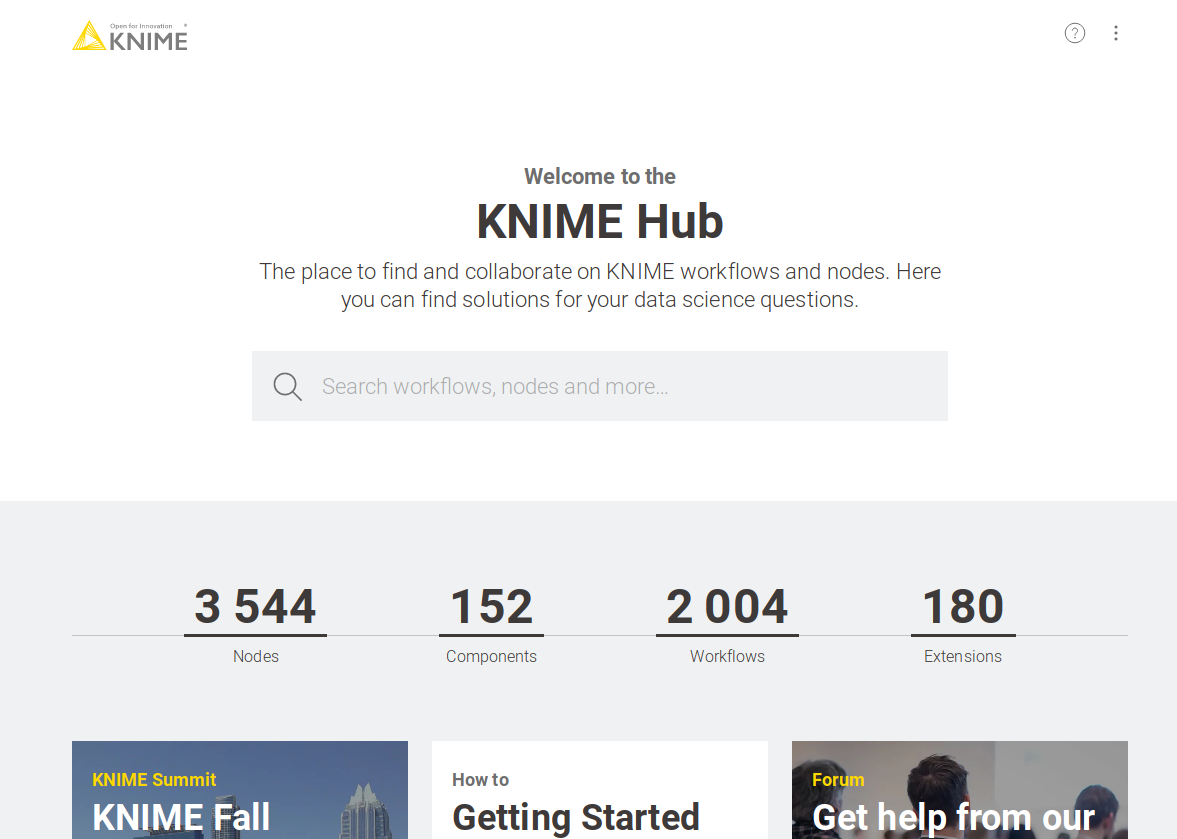 Open for Innovation
KNIME
Welcome to the
KNIME Hub
The place to find and collaborate on KNIME workflows and nodes. Here
you can find solutions for your data science questions.
Search workflows, nodes and more...
3 544
152
2 004
180
Nodes
Components
Workflows
Extensions
KNIME Summit
KNIME Fall
How to
Getting Started
Forum
Get help from our